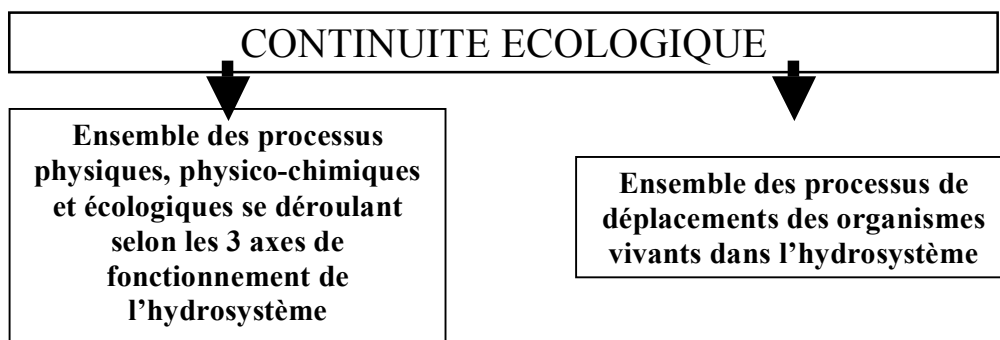 CONTINUITE ECOLOGIQUE
Ensemble des processus
physiques, physico-chimiques
et écologiques se déroulant
selon les 3 axes de
fonctionnement de
l’hydrosystème
Ensemble des processus de
déplacements des organismes
vivants dans l’hydrosystème